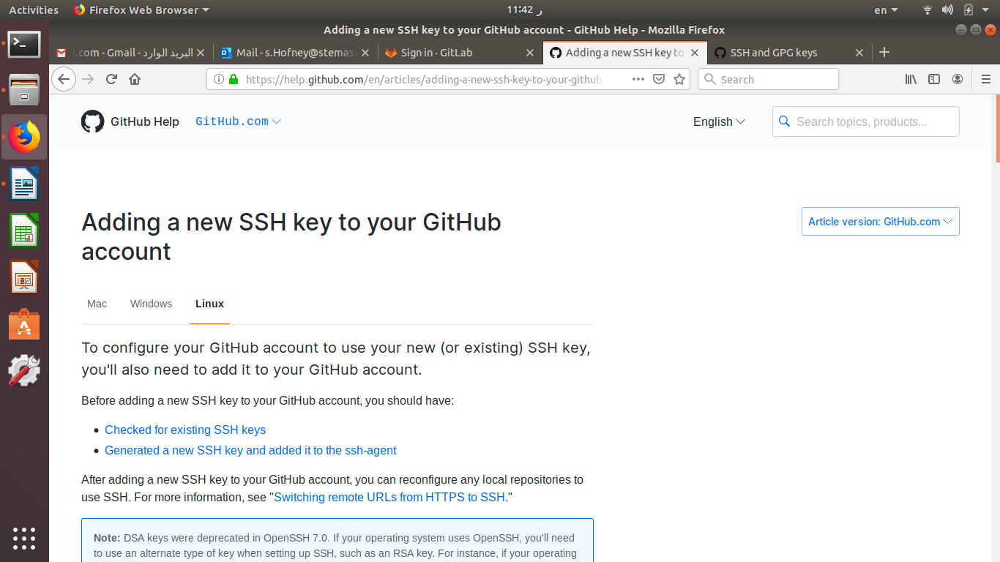 Activities
Firefox Web Browser
11:42 ر
en
Adding a new SSH key to your GitHub account - GitHub Help - Mozilla Firefox
البريد الوارد - Gmail - l.com
Mail - s.Hofney@stemas
Sign in · GitLab
Adding a new SSH key to
SSH and GPG keys
https://help.github.com/en/articles/adding-a-new-ssh-key-to-your-github-
Search
GitHub Help
GitHub.com
English
Search topics, products...
Adding a new SSH key to your GitHub
account
Article version: GitHub.com
Mac
Windows
Linux
To configure your GitHub account to use your new (or existing) SSH key,
you'll also need to add it to your GitHub account.
Before adding a new SSH key to your GitHub account, you should have:
Checked for existing SSH keys
Generated a new SSH key and added it to the ssh-agent
After adding a new SSH key to your GitHub account, you can reconfigure any local repositories to
use SSH. For more information, see "Switching remote URLs from HTTPS to SSH."
Note: DSA keys were deprecated in OpenSSH 7.0. If your operating system uses OpenSSH, you'll need
to use an alternate type of key when setting up SSH, such as an RSA key. For instance, if your operating